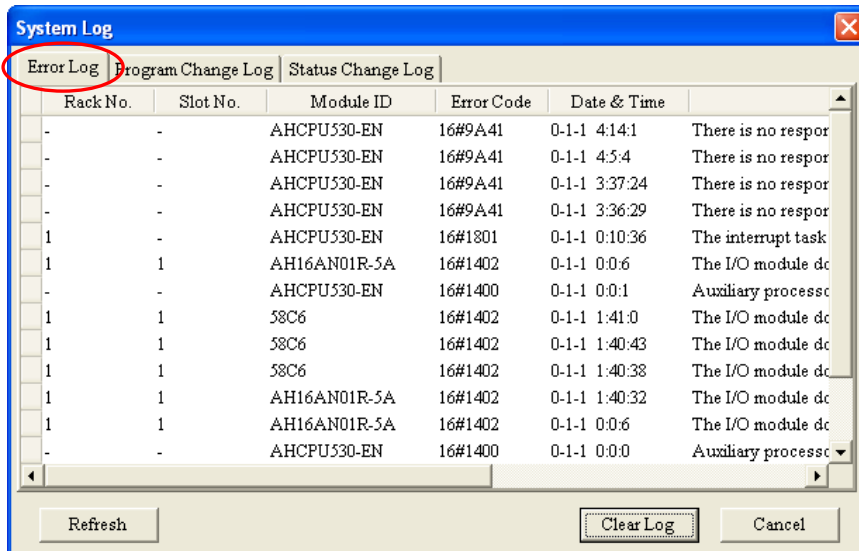 System Log
Error Log Program Change Log Status Change Log
Rack No. Slot No. Module ID Error Code Date & Time
- - AHCPU530-EN 16#9A41 0-1-1 4:14:1 There is no respor
- - AHCPU530-EN 16#9A41 0-1-1 4:5:4 There is no respor
- - AHCPU530-EN 16#9A41 0-1-1 3:37:24 There is no respor
- - AHCPU530-EN 16#9A41 0-1-1 3:36:29 There is no respor
1 - AHCPU530-EN 16#1801 0-1-1 0:10:36 The interrupt task
1 1 AH16AN01R-5A 16#1402 0-1-1 0:0:6 The I/O module do
- - AHCPU530-EN 16#1400 0-1-1 0:0:1 Auxiliary processo
1 1 58C6 16#1402 0-1-1 1:41:0 The I/O module do
1 1 58C6 16#1402 0-1-1 1:40:43 The I/O module do
1 1 58C6 16#1402 0-1-1 1:40:38 The I/O module do
1 1 AH16AN01R-5A 16#1402 0-1-1 1:40:32 The I/O module do
1 1 AH16AN01R-5A 16#1402 0-1-1 0:0:6 The I/O module do
- - AHCPU530-EN 16#1400 0-1-1 0:0:0 Auxiliary processo
Refresh Clear Log Cancel